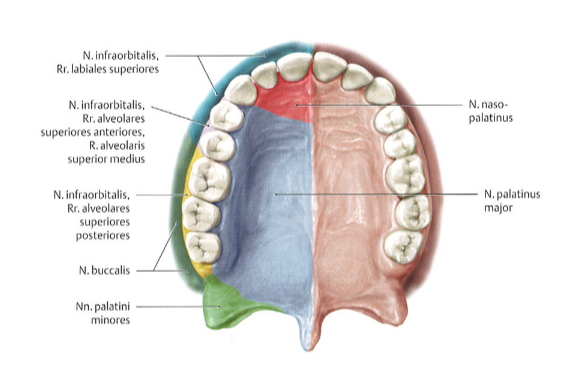 N. infraorbitalis,
Rr. labiales superiores
N. infraorbitalis,
Rr. alveolares
superiores anteriores,
R. alveolaris
superior medius
N. infraorbitalis,
Rr. alveolares
superiores
posteriores
N. buccalis
Nn. palatini
minores
N. naso-
palatinus
N. palatinus
major